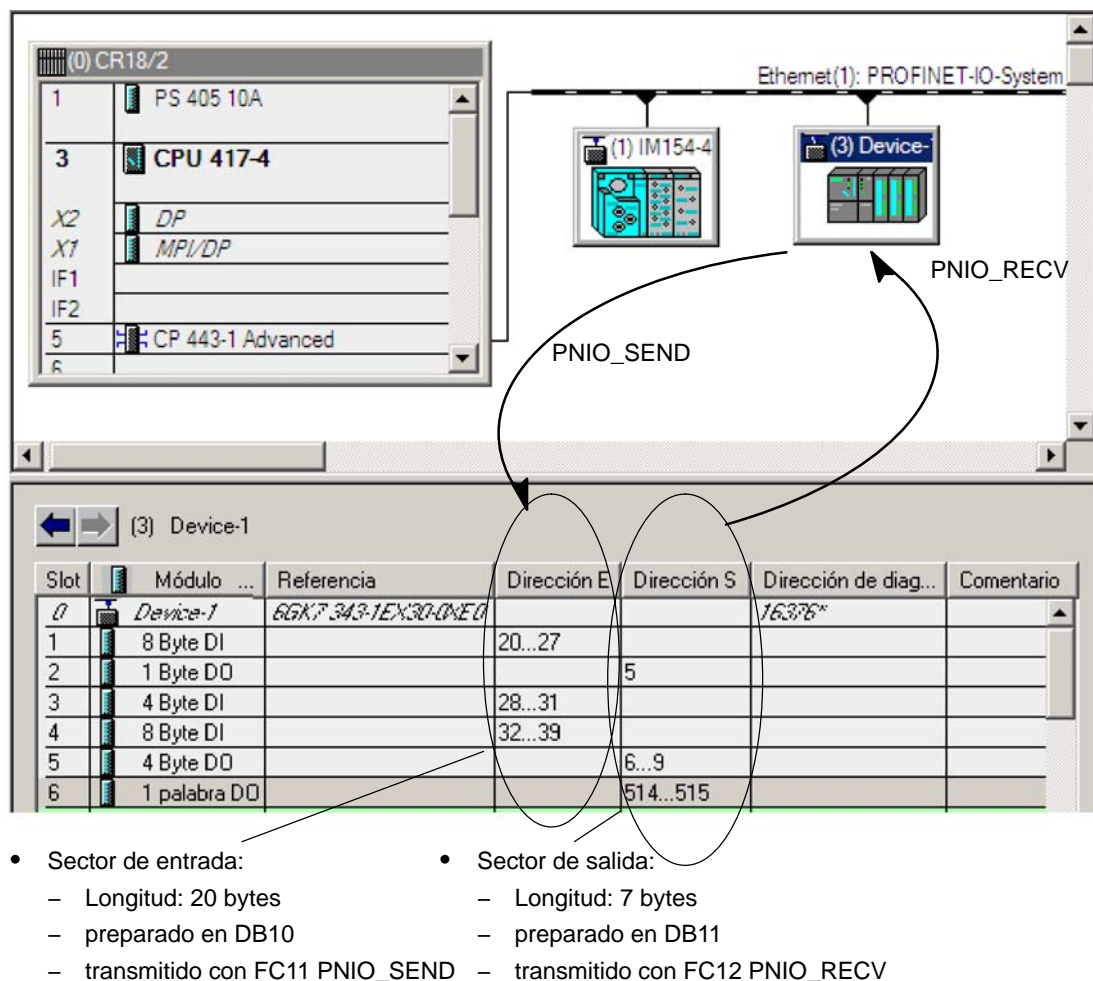 (0) CR18/2
1 PS 405 10A
3 CPU 417-4
X2 DP
X1 MPI/DP
IF1
IF2
5 CP 443-1 Advanced
6
Ethernet(1): PROFINET-IO-System
(1) IM154-4
(3) Device-
PNIO_RECV
PNIO_SEND
(3) Device-1
Slot Módulo ... Referencia Dirección E Dirección S Dirección de diag... Comentario
0 Device-1 6GK7 343-1EX30-0XE0 16376*
1 8 Byte DI 20...27
2 1 Byte DO 5
3 4 Byte DI 28...31
4 8 Byte DI 32...39
5 4 Byte DO 6...9
6 1 palabra DO 514...515
• Sector de entrada:
– Longitud: 20 bytes
– preparado en DB10
– transmitido con FC11 PNIO_SEND
• Sector de salida:
– Longitud: 7 bytes
– preparado en DB11
– transmitido con FC12 PNIO_RECV